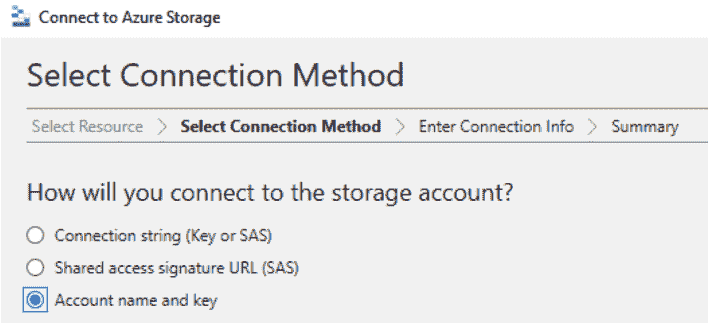 Connect to Azure Storage
Select Connection Method
Select Resource > Select Connection Method > Enter Connection Info > Summary
How will you connect to the storage account?
Connection string (Key or SAS)
Shared access signature URL (SAS)
Account name and key